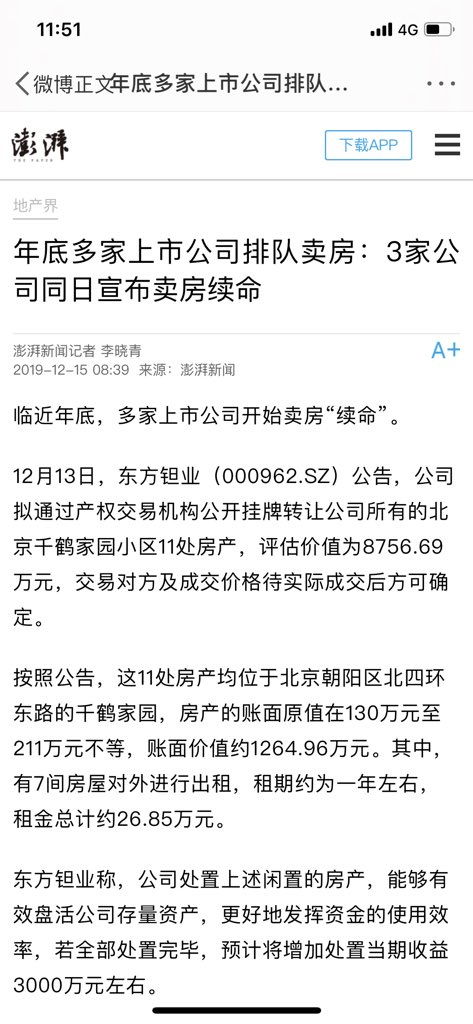 11:51
4G
微博正文
年底多家上市公司排队...
澎湃
THE PAPER
下载APP
地产界
年底多家上市公司排队卖房：3家公
司同日宣布卖房续命
澎湃新闻记者 李晓青
A+
2019-12-15 08:39 来源：澎湃新闻
临近年底，多家上市公司开始卖房“续命”。
12月13日，东方钽业（000962.SZ）公告，公司
拟通过产权交易机构公开挂牌转让公司所有的北
京千鹤家园小区11处房产，评估价值为8756.69
万元，交易对方及成交价格待实际成交后方可确
定。
按照公告，这11处房产均位于北京朝阳区北四环
东路的千鹤家园，房产的账面原值在130万元至
211万元不等，账面价值约1264.96万元。其中，
有7间房屋对外进行出租，租期约为一年左右，
租金总计约26.85万元。
东方钽业称，公司处置上述闲置的房产，能够有
效盘活公司存量资产，更好地发挥资金的使用效
率，若全部处置完毕，预计将增加处置当期收益
3000万元左右。